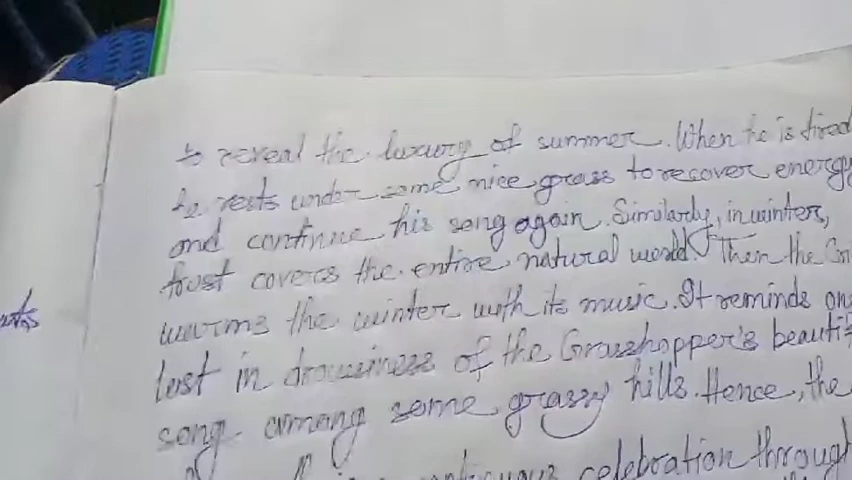 to reveal the luxury of summer. When he is tired
he rests under some nice grass to recover energy
and continue his song again. Similarly, in winter,
frost covers the entire natural world. Then the
warms the winter with its music. It reminds
lost in drowsiness of the Grasshopper's
song among some grassy hills. Hence, the
celebration through